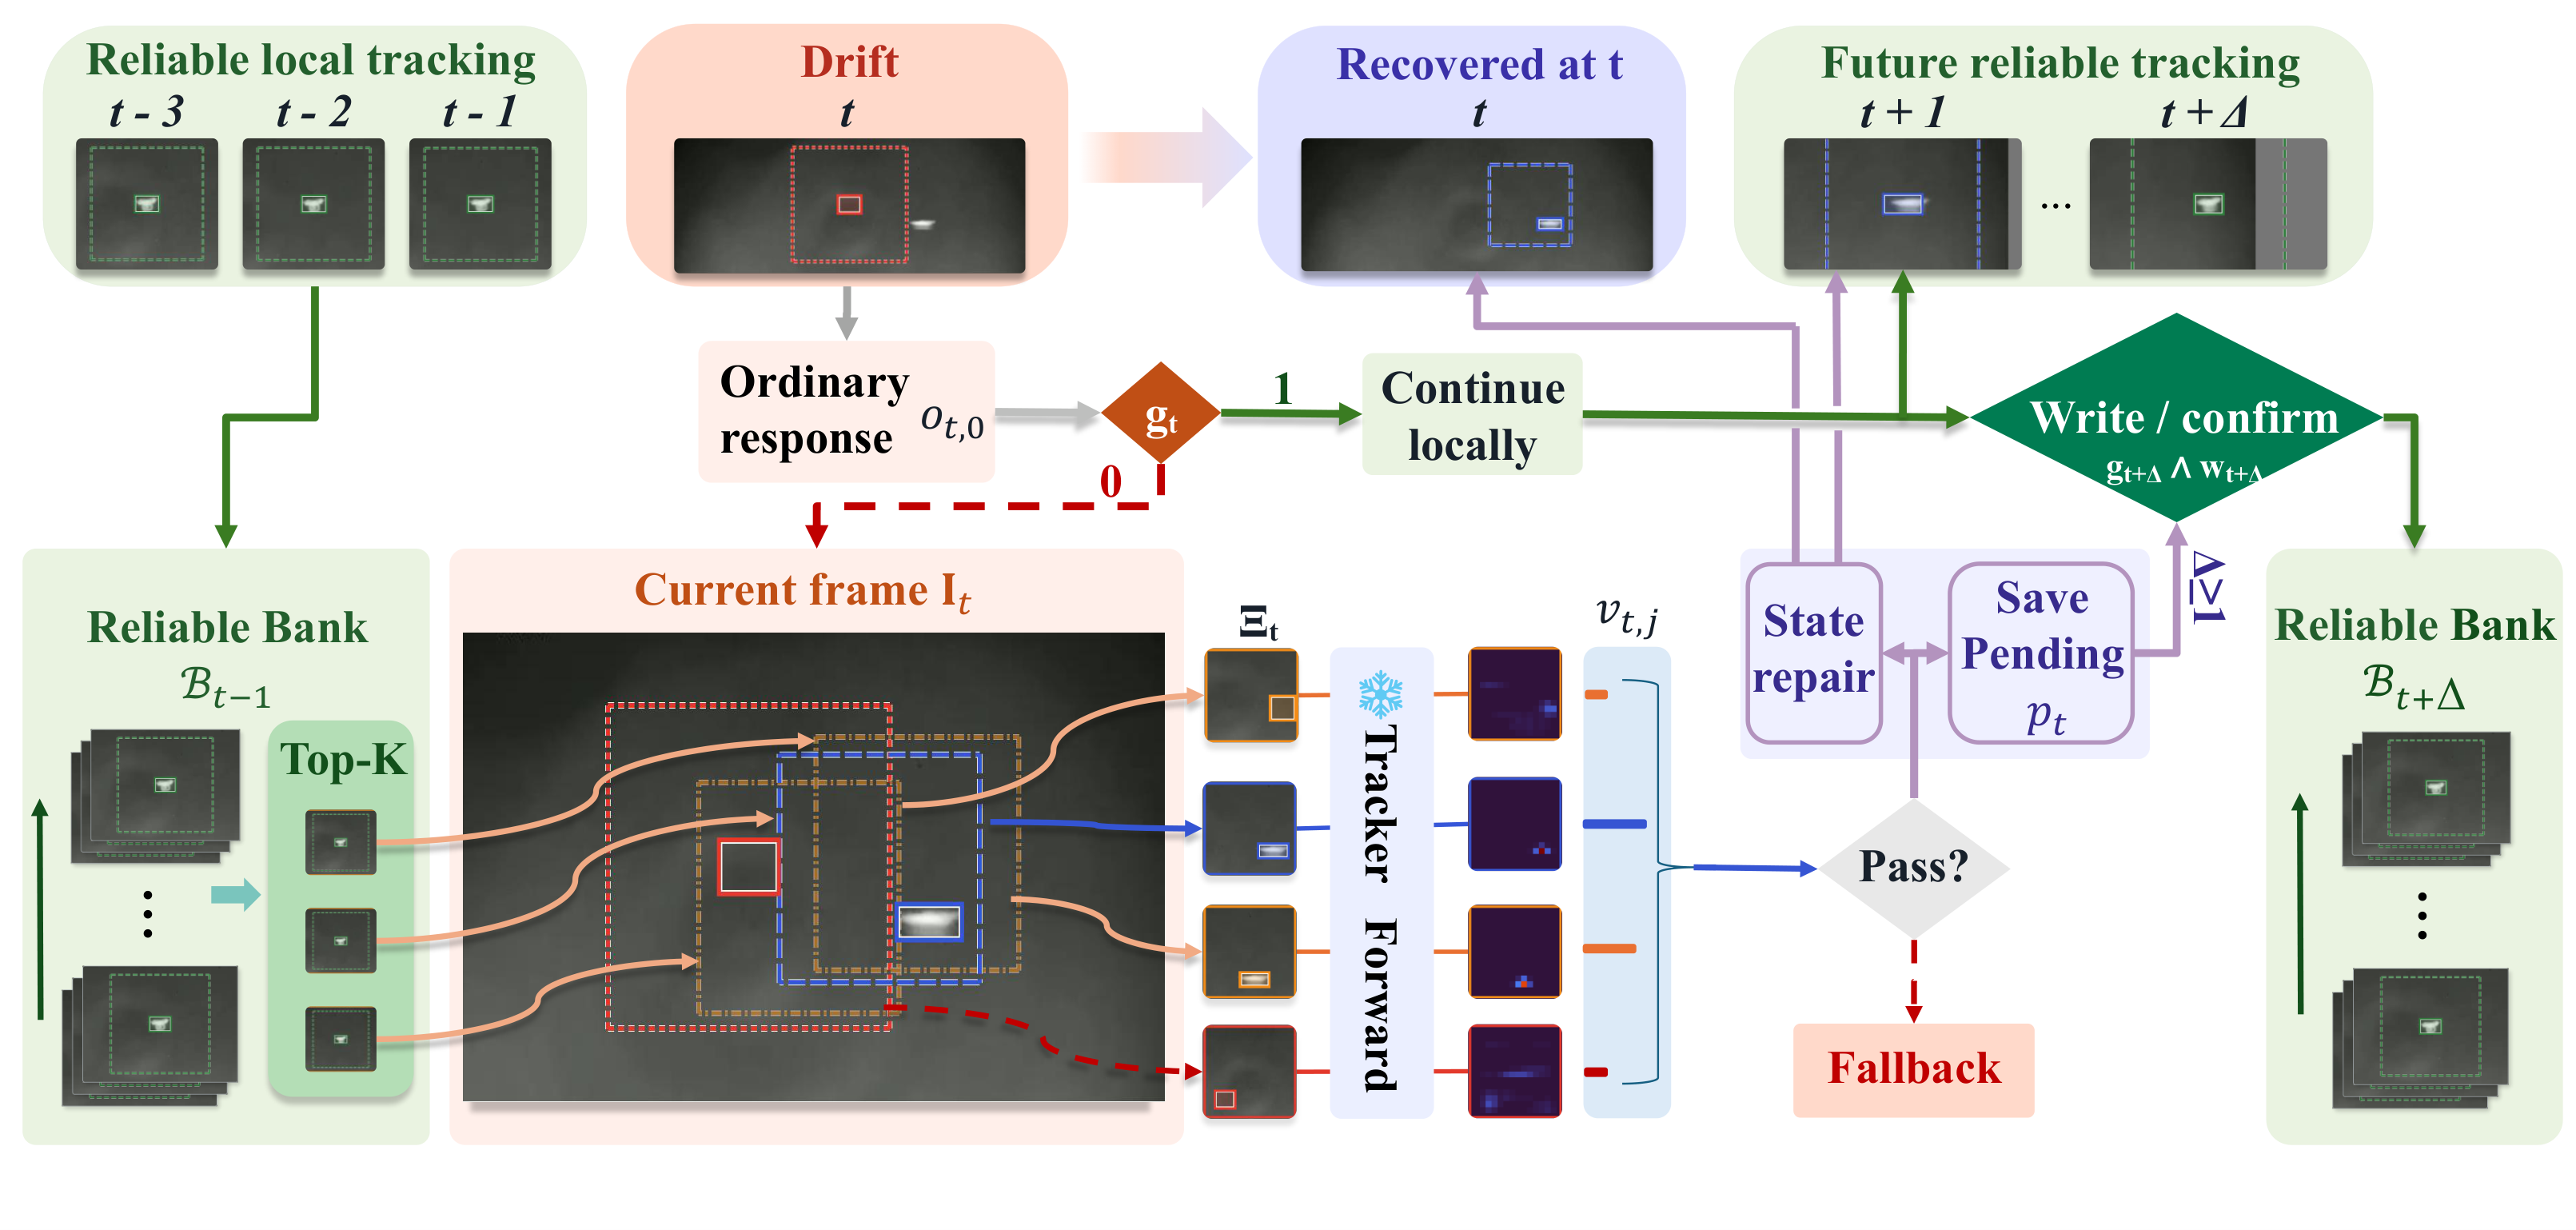 Reliable local tracking
t - 3
t - 2
t - 1
Drift
t
Recovered at t
t
Future reliable tracking
t + 1
...
t + Δ
Ordinary
response
o_{t,0}
g_t
1
0
Continue
locally
Write / confirm
g_{t+Δ} ∧ w_{t+Δ}
Δ≥1
Reliable Bank
ℬ_{t−1}
Top-K
Current frame I_t
Ξ_t
Tracker Forward
v_{t,j}
State
repair
Save
Pending
p_t
Pass?
Fallback
Reliable Bank
ℬ_{t+Δ}